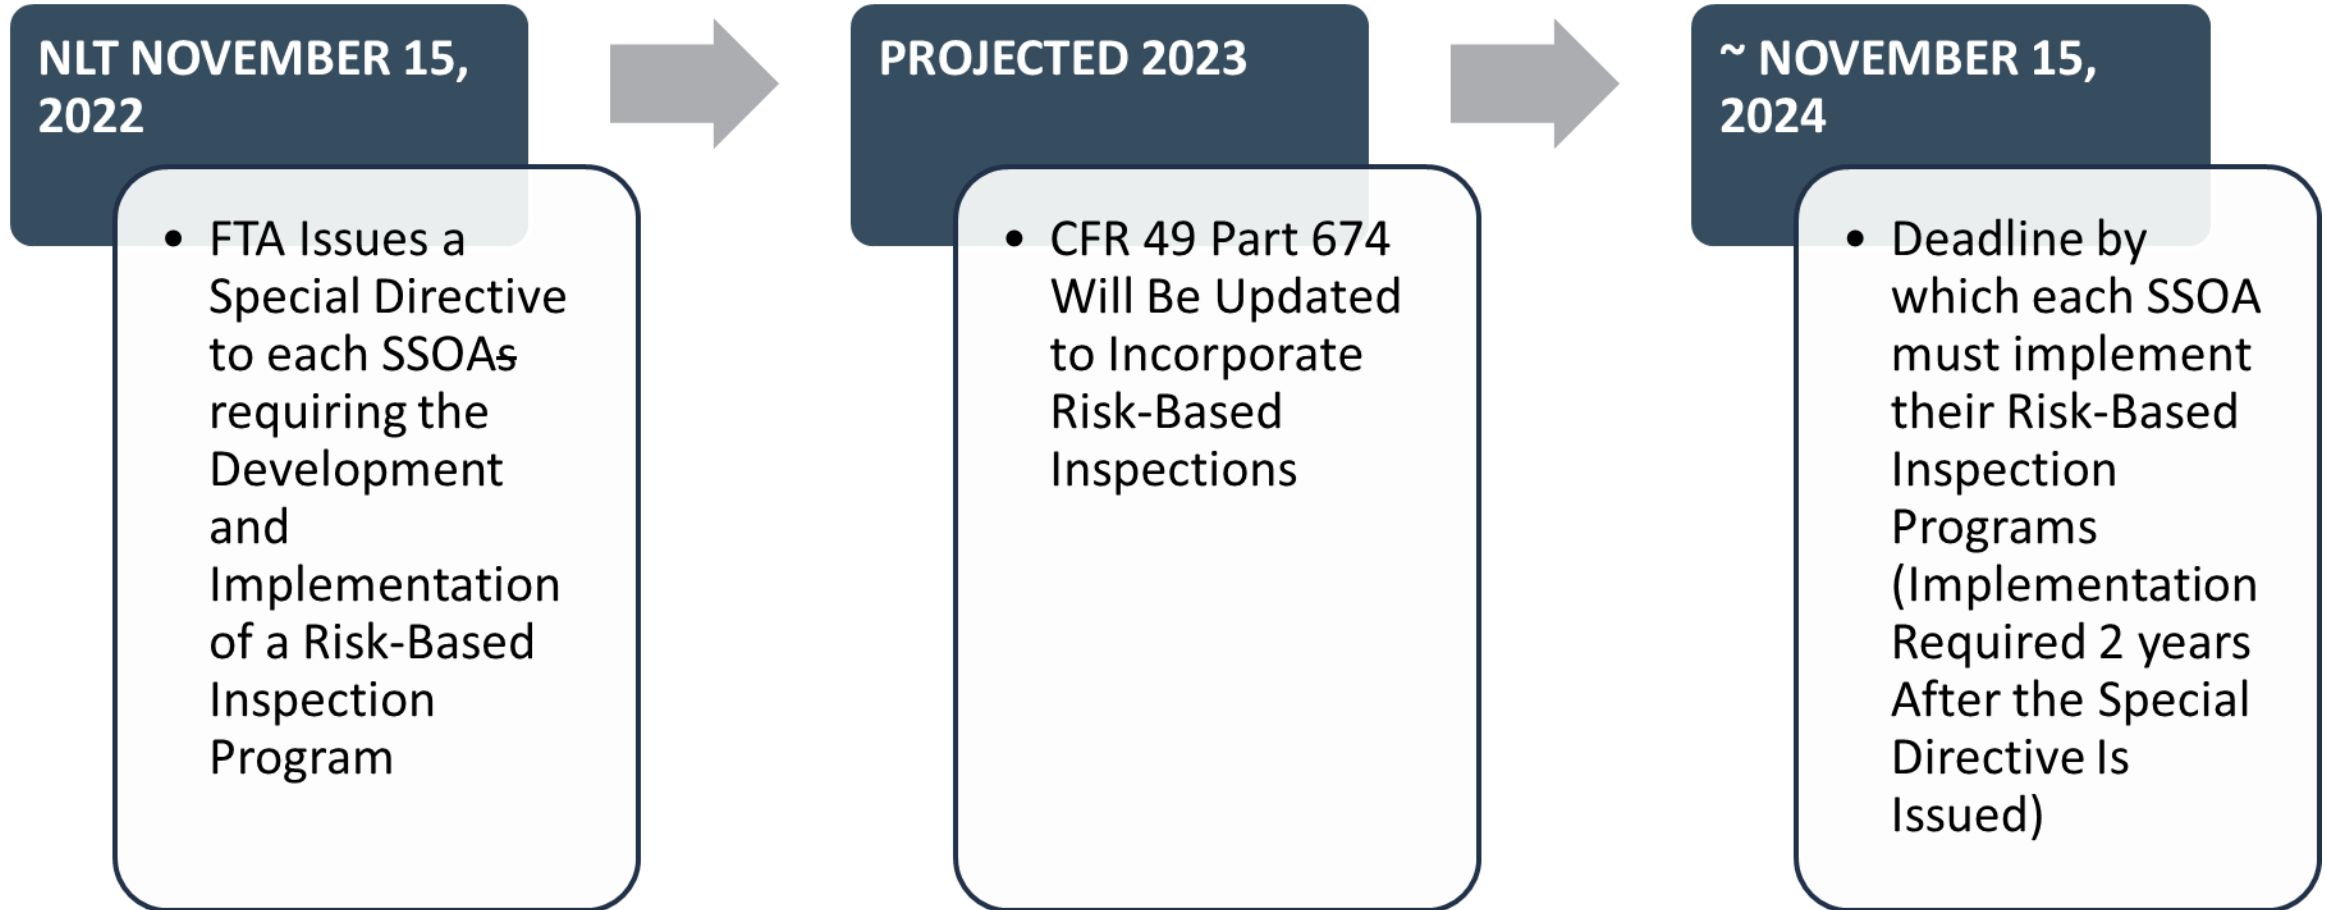 NLT NOVEMBER 15,
2022
• FTA Issues a
Special Directive
to each SSOAs
requiring the
Development
and
Implementation
of a Risk-Based
Inspection
Program
PROJECTED 2023
• CFR 49 Part 674
Will Be Updated
to Incorporate
Risk-Based
Inspections
~ NOVEMBER 15,
2024
• Deadline by
which each SSOA
must implement
their Risk-Based
Inspection
Programs
(Implementation
Required 2 years
After the Special
Directive Is
Issued)